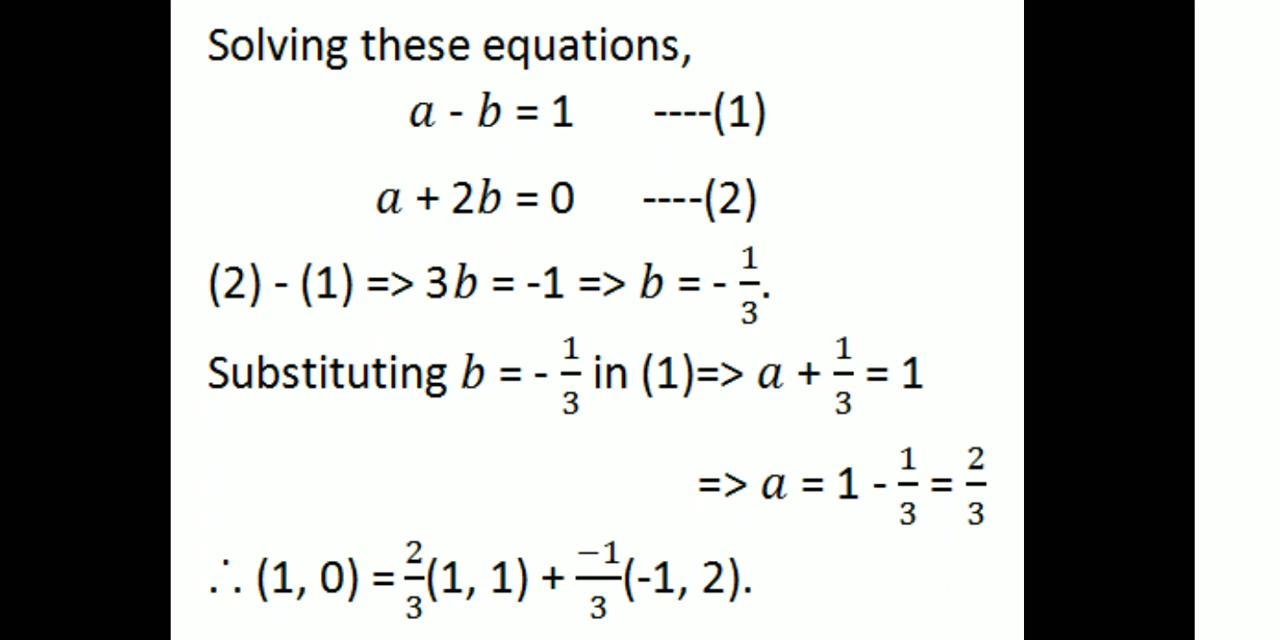 Solving these equations,
a - b = 1 ----(1)
a + 2b = 0 ----(2)
(2) - (1) => 3b = -1 => b = - 1/3.
Substituting b = - 1/3 in (1)=> a + 1/3 = 1
=> a = 1 - 1/3 = 2/3
∴ (1, 0) = 2/3(1, 1) + −1/3(-1, 2).